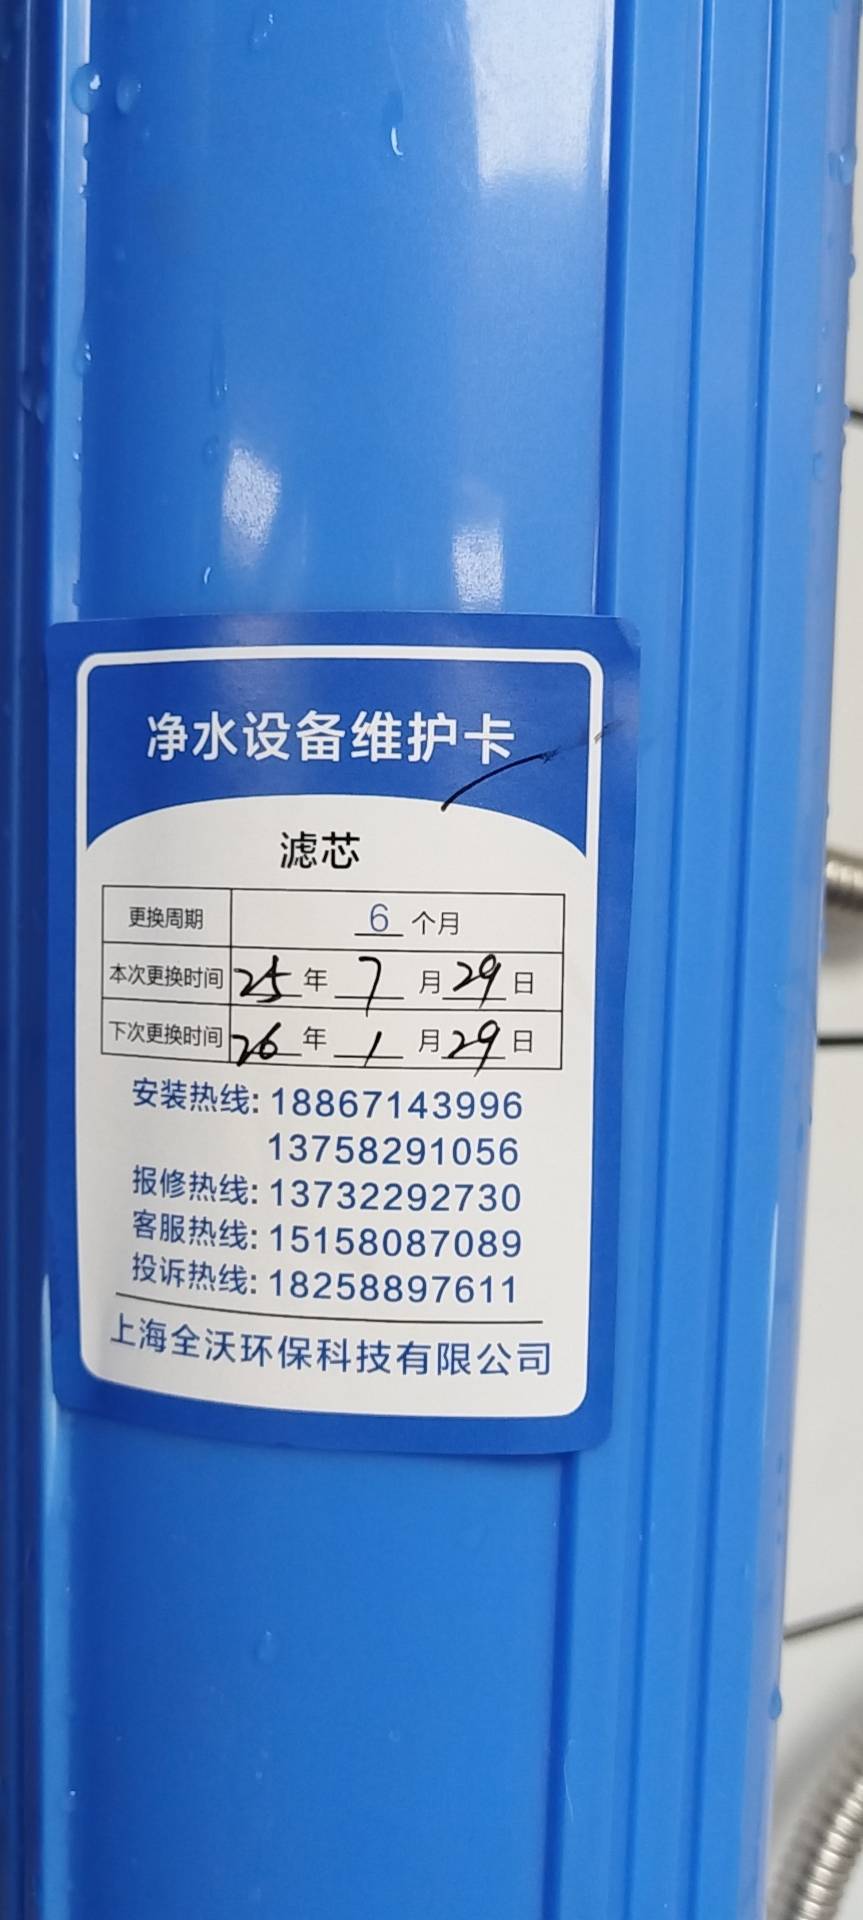 净水设备维护卡
滤芯
更换周期 6 个月
本次更换时间 25 年 7 月 29 日
下次更换时间 26 年 1 月 29 日
安装热线: 18867143996
13758291056
报修热线: 13732292730
客服热线: 15158087089
投诉热线: 18258897611
上海全沃环保科技有限公司